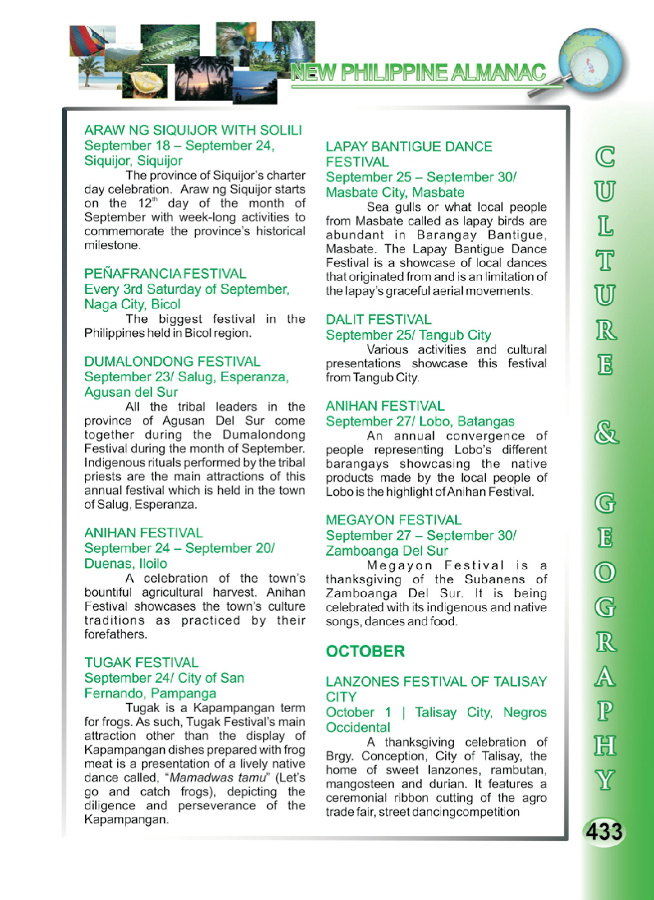 NEW PHILIPPINE ALMANAC
ARAW NG SIQUIJOR WITH SOLILI
September 18 – September 24,
Siquijor, Siquijor
The province of Siquijor's charter
day celebration. Araw ng Siquijor starts
on the 12th day of the month of
September with week-long activities to
commemorate the province's historical
milestone.
PEÑAFRANCIA FESTIVAL
Every 3rd Saturday of September,
Naga City, Bicol
The biggest festival in the
Philippines held in Bicol region.
DUMALONDONG FESTIVAL
September 23/ Salug, Esperanza,
Agusan del Sur
All the tribal leaders in the
province of Agusan Del Sur come
together during the Dumalondong
Festival during the month of September.
Indigenous rituals performed by the tribal
priests are the main attractions of this
annual festival which is held in the town
of Salug, Esperanza.
ANIHAN FESTIVAL
September 24 – September 20/
Duenas, Iloilo
A celebration of the town's
bountiful agricultural harvest. Anihan
Festival showcases the town's culture
traditions as practiced by their
forefathers.
TUGAK FESTIVAL
September 24/ City of San
Fernando, Pampanga
Tugak is a Kapampangan term
for frogs. As such, Tugak Festival's main
attraction other than the display of
Kapampangan dishes prepared with frog
meat is a presentation of a lively native
dance called, "Mamadwas tamu" (Let's
go and catch frogs), depicting the
diligence and perseverance of the
Kapampangan.
LAPAY BANTIGUE DANCE
FESTIVAL
September 25 – September 30/
Masbate City, Masbate
Sea gulls or what local people
from Masbate called as lapay birds are
abundant in Barangay Bantigue,
Masbate. The Lapay Bantigue Dance
Festival is a showcase of local dances
that originated from and is an limitation of
the lapay's graceful aerial movements.
DALIT FESTIVAL
September 25/ Tangub City
Various activities and cultural
presentations showcase this festival
from Tangub City.
ANIHAN FESTIVAL
September 27/ Lobo, Batangas
An annual convergence of
people representing Lobo's different
barangays showcasing the native
products made by the local people of
Lobo is the highlight of Anihan Festival.
MEGAYON FESTIVAL
September 27 – September 30/
Zamboanga Del Sur
Megayon Festival is a
thanksgiving of the Subanens of
Zamboanga Del Sur. It is being
celebrated with its indigenous and native
songs, dances and food.
OCTOBER
LANZONES FESTIVAL OF TALISAY
CITY
October 1 | Talisay City, Negros
Occidental
A thanksgiving celebration of
Brgy. Conception, City of Talisay, the
home of sweet lanzones, rambutan,
mangosteen and durian. It features a
ceremonial ribbon cutting of the agro
trade fair, street dancingcompetition
CULTURE & GEOGRAPHY
433